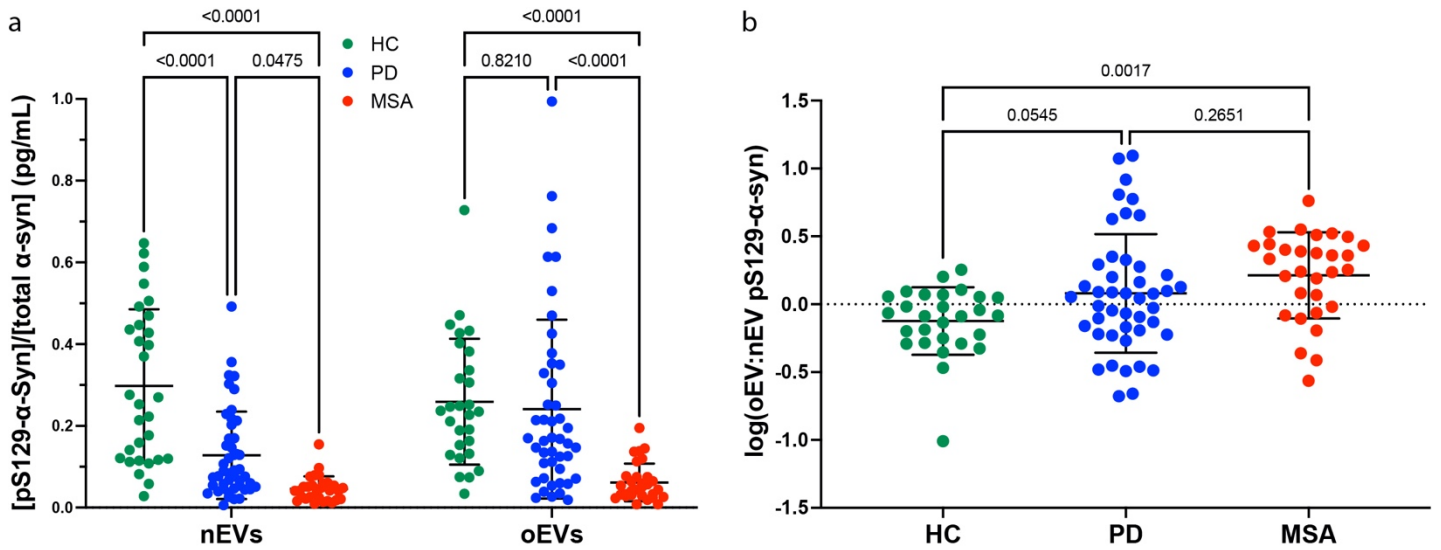 a
<0.0001
<0.0001
0.0475
HC
PD
MSA
<0.0001
0.8210
<0.0001
[pS129-α-Syn]/[total α-syn] (pg/mL)
1.0
0.8
0.6
0.4
0.2
0.0
nEVs
oEVs
b
0.0017
0.0545
0.2651
log(oEV:nEV pS129-α-syn)
1.5
1.0
0.5
0.0
-0.5
-1.0
-1.5
HC
PD
MSA